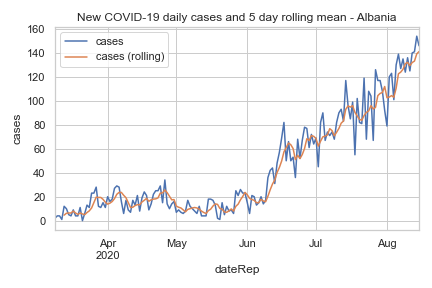 New COVID-19 daily cases and 5 day rolling mean - Albania
cases
cases (rolling)
160
140
120
100
80
60
40
20
0
cases
Apr
2020
May
Jun
Jul
Aug
dateRep